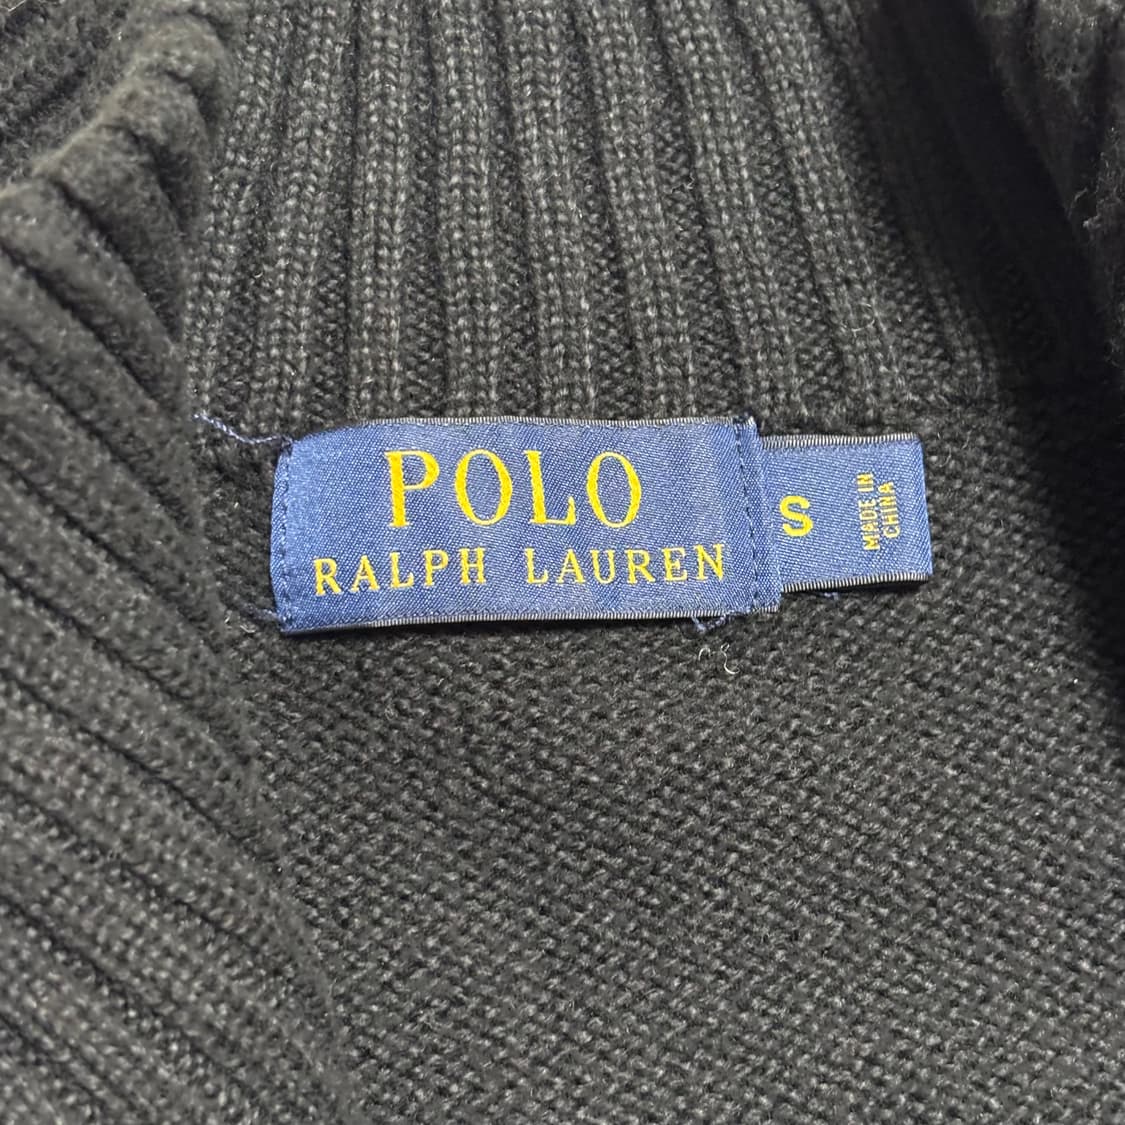 POLO
RALPH LAUREN
S
MADE IN
CHINA